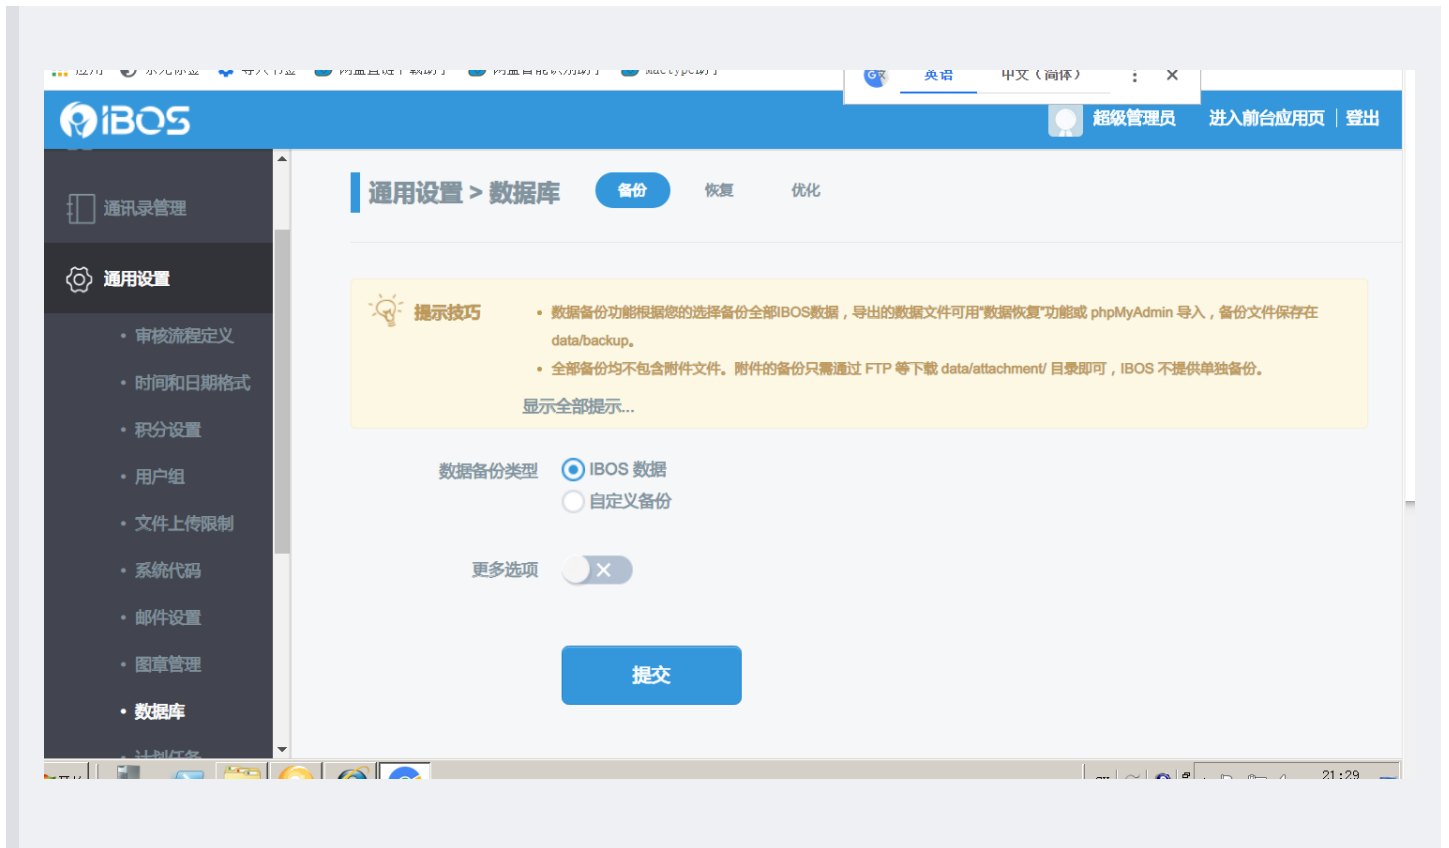 英语 中文（简体）
iBOS
超级管理员 进入前台应用页 登出
通讯录管理
通用设置
• 审核流程定义
• 时间和日期格式
• 积分设置
• 用户组
• 文件上传限制
• 系统代码
• 邮件设置
• 图章管理
• 数据库
• 计划任务
通用设置 > 数据库 备份 恢复 优化
提示技巧
• 数据备份功能根据您的选择备份全部IBOS数据，导出的数据文件可用“数据恢复”功能或 phpMyAdmin 导入，备份文件保存在
data/backup。
• 全部备份均不包含附件文件。附件的备份只需通过 FTP 等下载 data/attachment/ 目录即可，IBOS 不提供单独备份。
显示全部提示...
数据备份类型 IBOS 数据
自定义备份
更多选项
提交
21:29